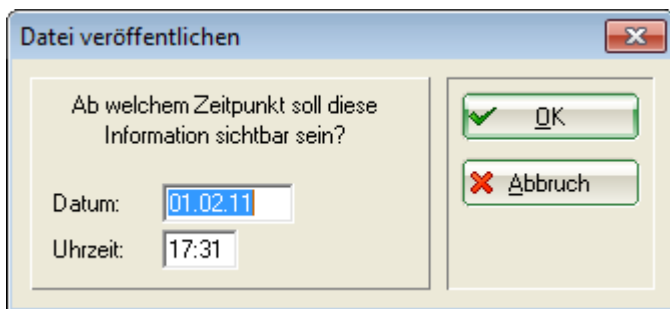 Datei veröffentlichen
Ab welchem Zeitpunkt soll diese
Information sichtbar sein?
Datum: 01.02.11
Uhrzeit: 17:31
OK
Abbruch